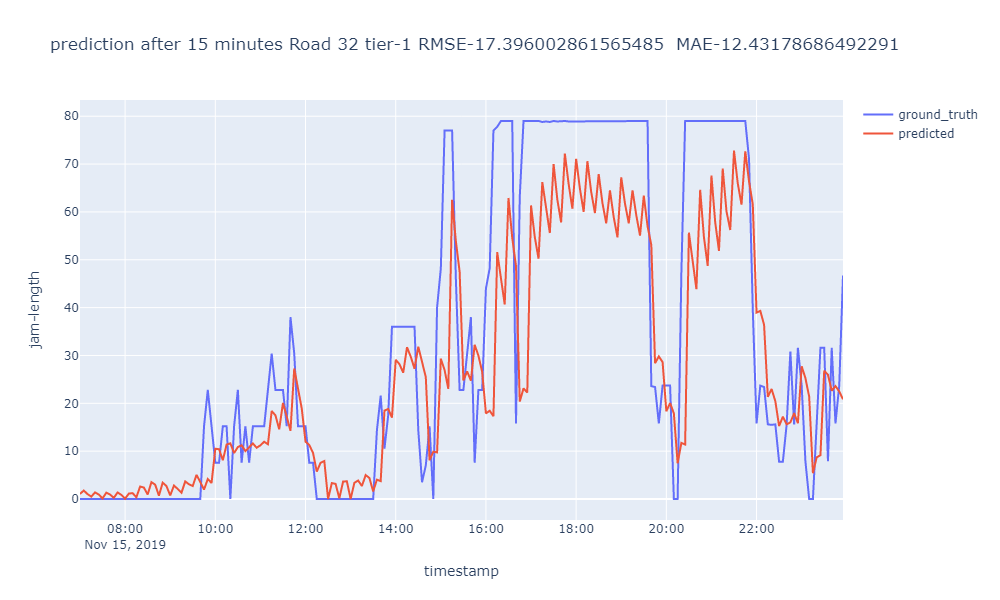 prediction after 15 minutes Road 32 tier-1 RMSE-17.396002861565485  MAE-12.43178686492291
ground_truth
predicted
80
70
60
50
40
30
20
10
0
jam-length
08:00 10:00 12:00 14:00 16:00 18:00 20:00 22:00
Nov 15, 2019
timestamp